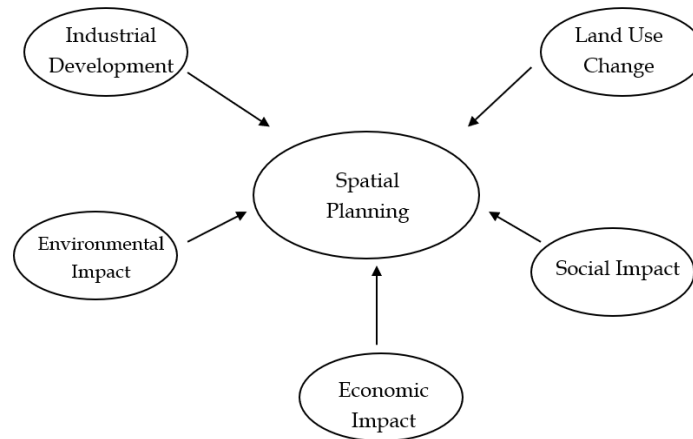 Industrial
Development
Land Use
Change
Spatial
Planning
Environmental
Impact
Social Impact
Economic
Impact